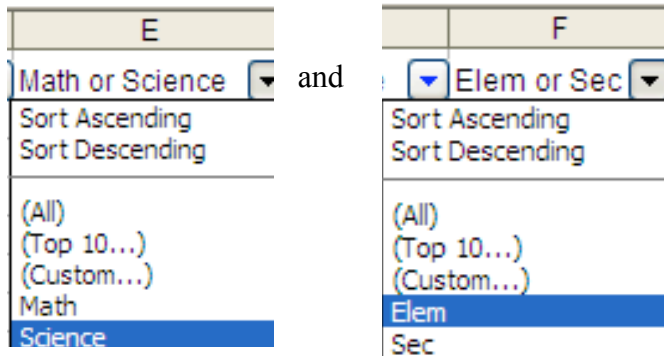 E
Math or Science
Sort Ascending
Sort Descending
(All)
(Top 10...)
(Custom...)
Math
Science
and
F
Elem or Sec
Sort Ascending
Sort Descending
(All)
(Top 10...)
(Custom...)
Elem
Sec